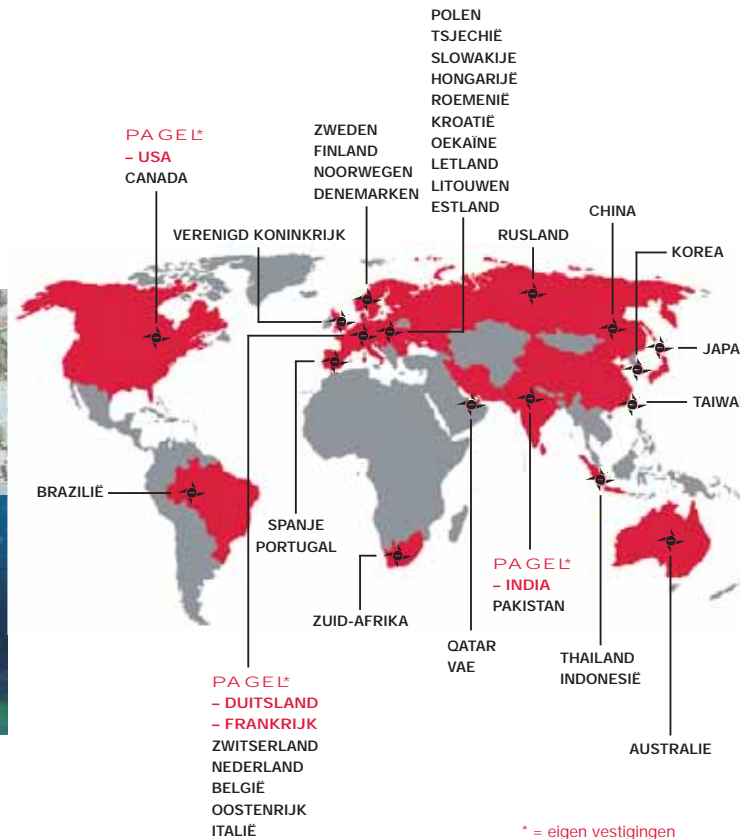 POLEN
TSJECHIË
SLOWAKIJE
HONGARIJË
ROEMENIË
KROATIË
OEKAÏNE
LETLAND
LITOUWEN
ESTLAND
PAGEL*
– USA
CANADA
ZWEDEN
FINLAND
NOORWEGEN
DENEMARKEN
VERENIGD KONINKRIJK
RUSLAND
CHINA
KOREA
JAPA
TAIWA
BRAZILIË
SPANJE
PORTUGAL
ZUID-AFRIKA
PAGEL*
– INDIA
PAKISTAN
QATAR
VAE
THAILAND
INDONESIË
AUSTRALIE
PAGEL*
– DUITSLAND
– FRANKRIJK
ZWITSERLAND
NEDERLAND
BELGIË
OOSTENRIJK
ITALIË
* = eigen vestigingen